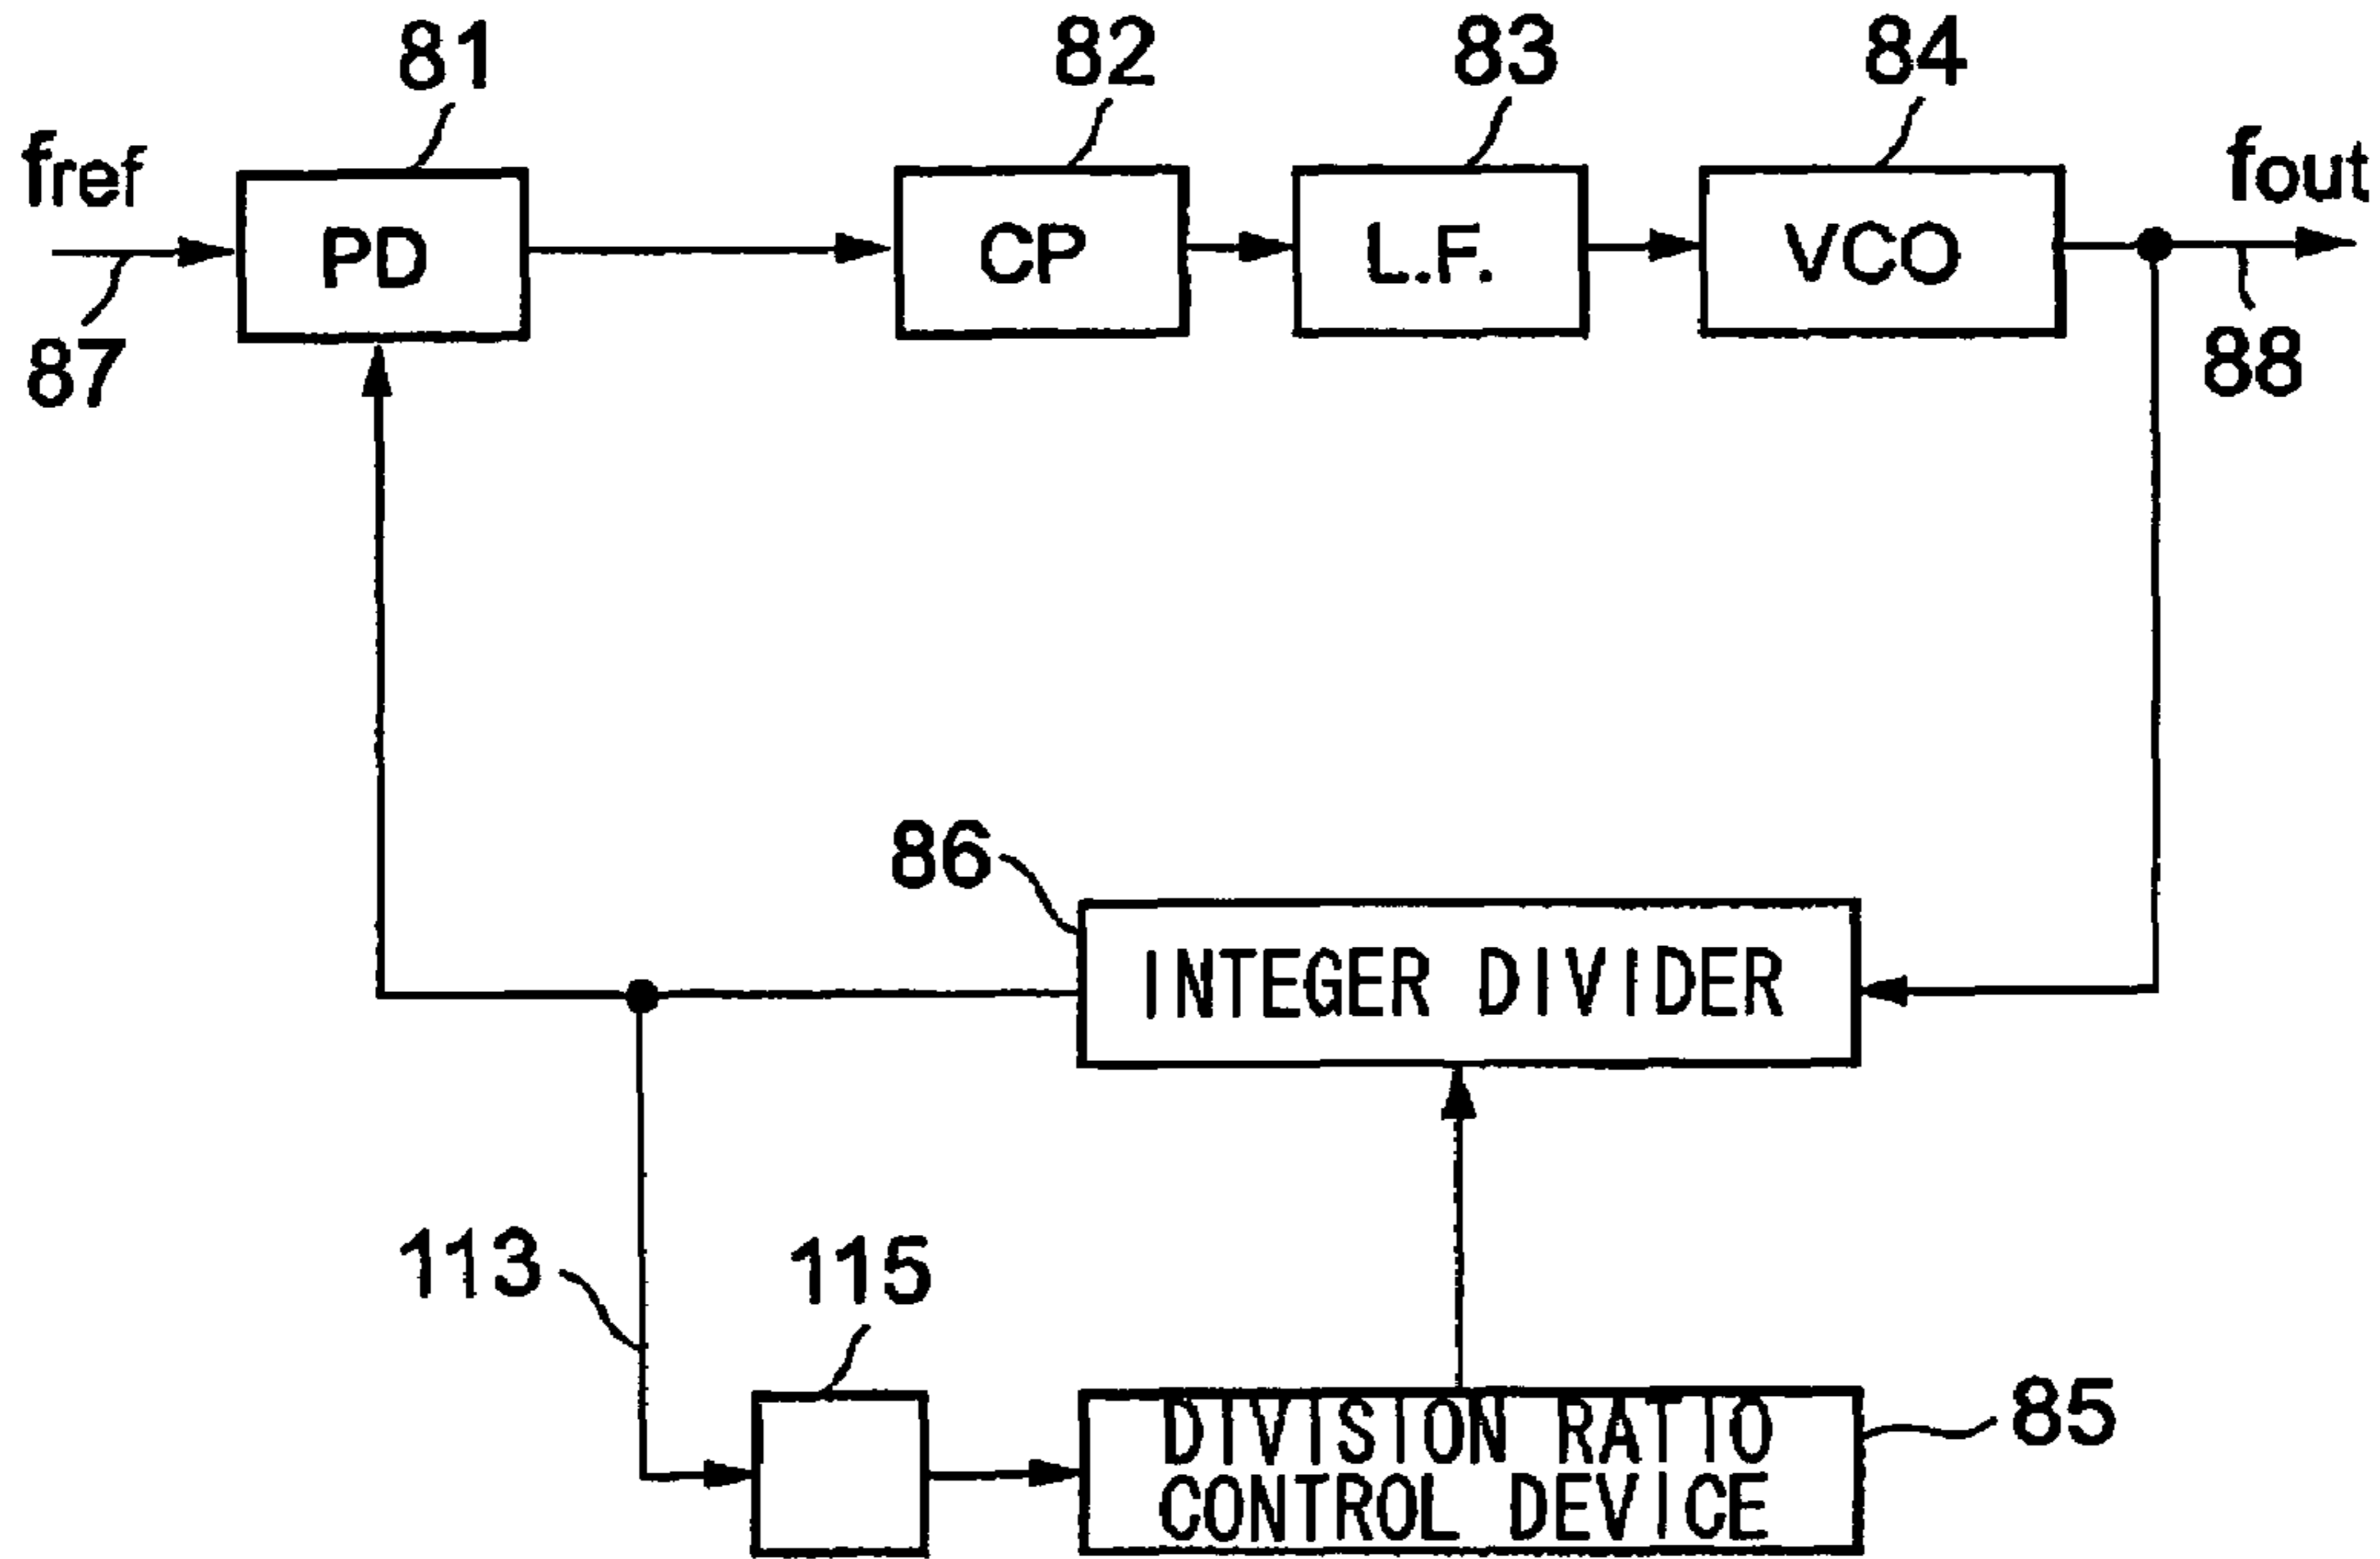 81
82
83
84
fref
fout
PD
CP
L.F.
VCO
87
88
86
INTEGER DIVIDER
113
115
DIVISION RATIO
CONTROL DEVICE
85